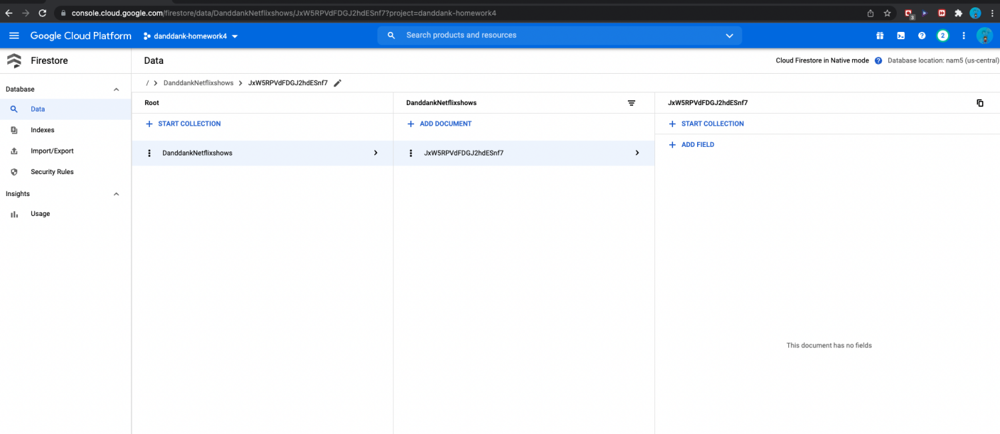 console.cloud.google.com/firestore/data/DanddankNetflixshows/JxW5RPVdFDGJ2hdESnf7?project=danddank-homework4
3
Google Cloud Platform danddank-homework4 Search products and resources 2
Firestore Data Cloud Firestore in Native mode ? Database location: nam5 (us-central)
Database
/ > DanddankNetflixshows > JxW5RPVdFDGJ2hdESnf7
Root DanddankNetflixshows JxW5RPVdFDGJ2hdESnf7
Data
+ START COLLECTION + ADD DOCUMENT + START COLLECTION
Indexes
+ ADD FIELD
Import/Export
DanddankNetflixshows JxW5RPVdFDGJ2hdESnf7
Security Rules
Insights
Usage
This document has no fields